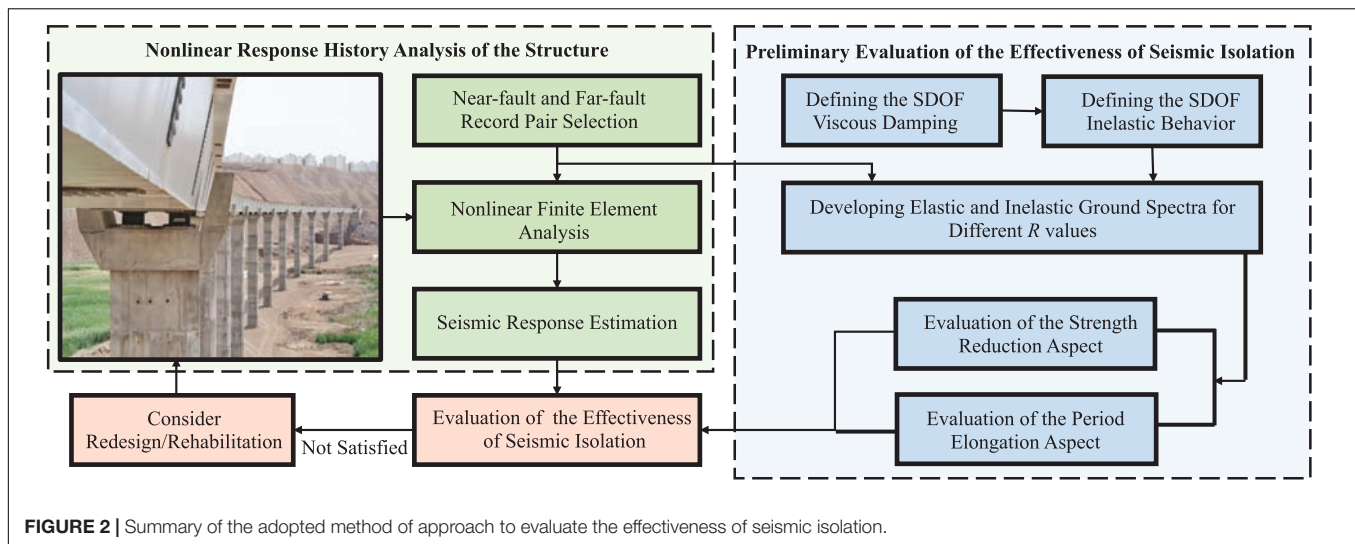 Nonlinear Response History Analysis of the Structure
Near-fault and Far-fault
Record Pair Selection
Nonlinear Finite Element
Analysis
Seismic Response Estimation
Consider
Redesign/Rehabilitation
Not Satisfied
Evaluation of the Effectiveness
of Seismic Isolation
Preliminary Evaluation of the Effectiveness of Seismic Isolation
Defining the SDOF
Viscous Damping
Defining the SDOF
Inelastic Behavior
Developing Elastic and Inelastic Ground Spectra for
Different R values
Evaluation of the Strength
Reduction Aspect
Evaluation of the Period
Elongation Aspect
FIGURE 2 | Summary of the adopted method of approach to evaluate the effectiveness of seismic isolation.